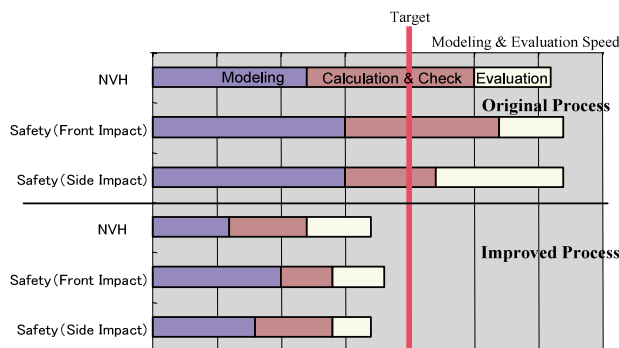 Target
Modeling & Evaluation Speed
NVH
Modeling
Calculation & Check
Evaluation
Original Process
Safety(Front Impact)
Safety(Side Impact)
NVH
Improved Process
Safety(Front Impact)
Safety(Side Impact)